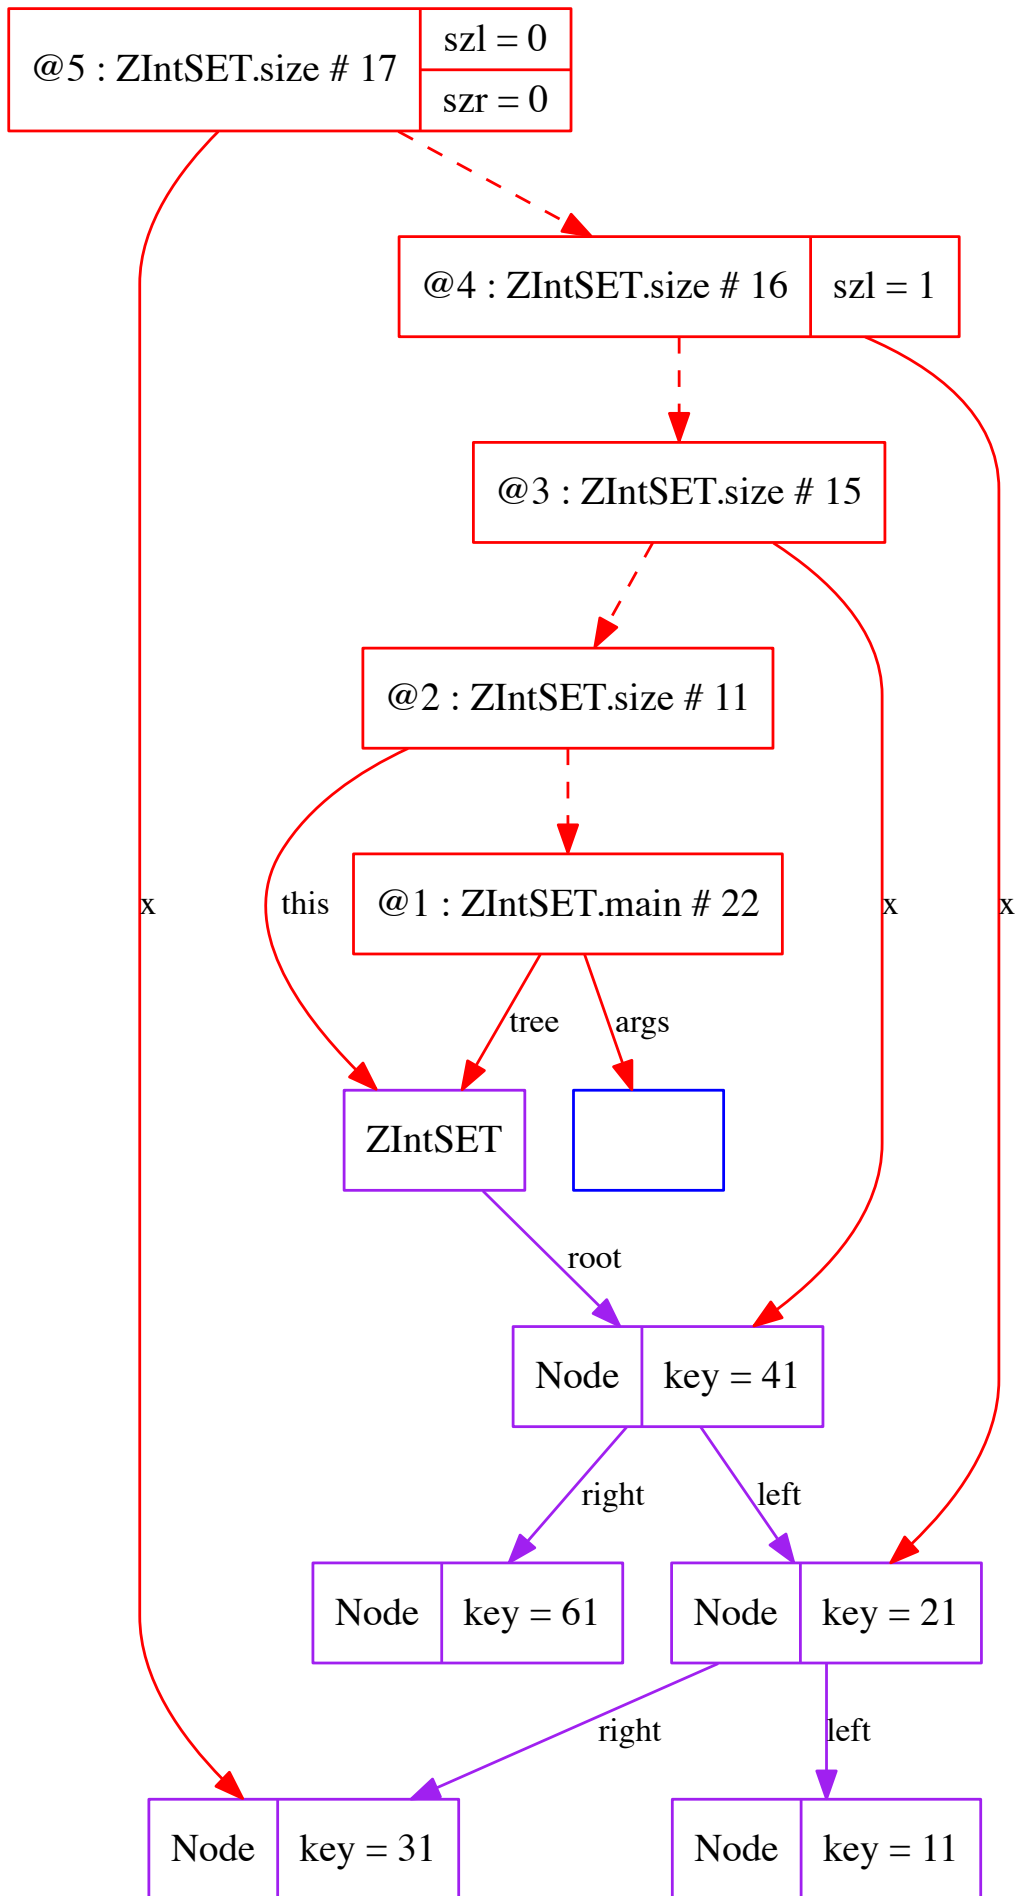 @5 : ZIntSET.size # 17
szl = 0
szr = 0
@4 : ZIntSET.size # 16
szl = 1
@3 : ZIntSET.size # 15
@2 : ZIntSET.size # 11
x
this
@1 : ZIntSET.main # 22
x
x
tree
args
ZIntSET
root
Node
key = 41
right
left
Node
key = 61
Node
key = 21
right
left
Node
key = 31
Node
key = 11